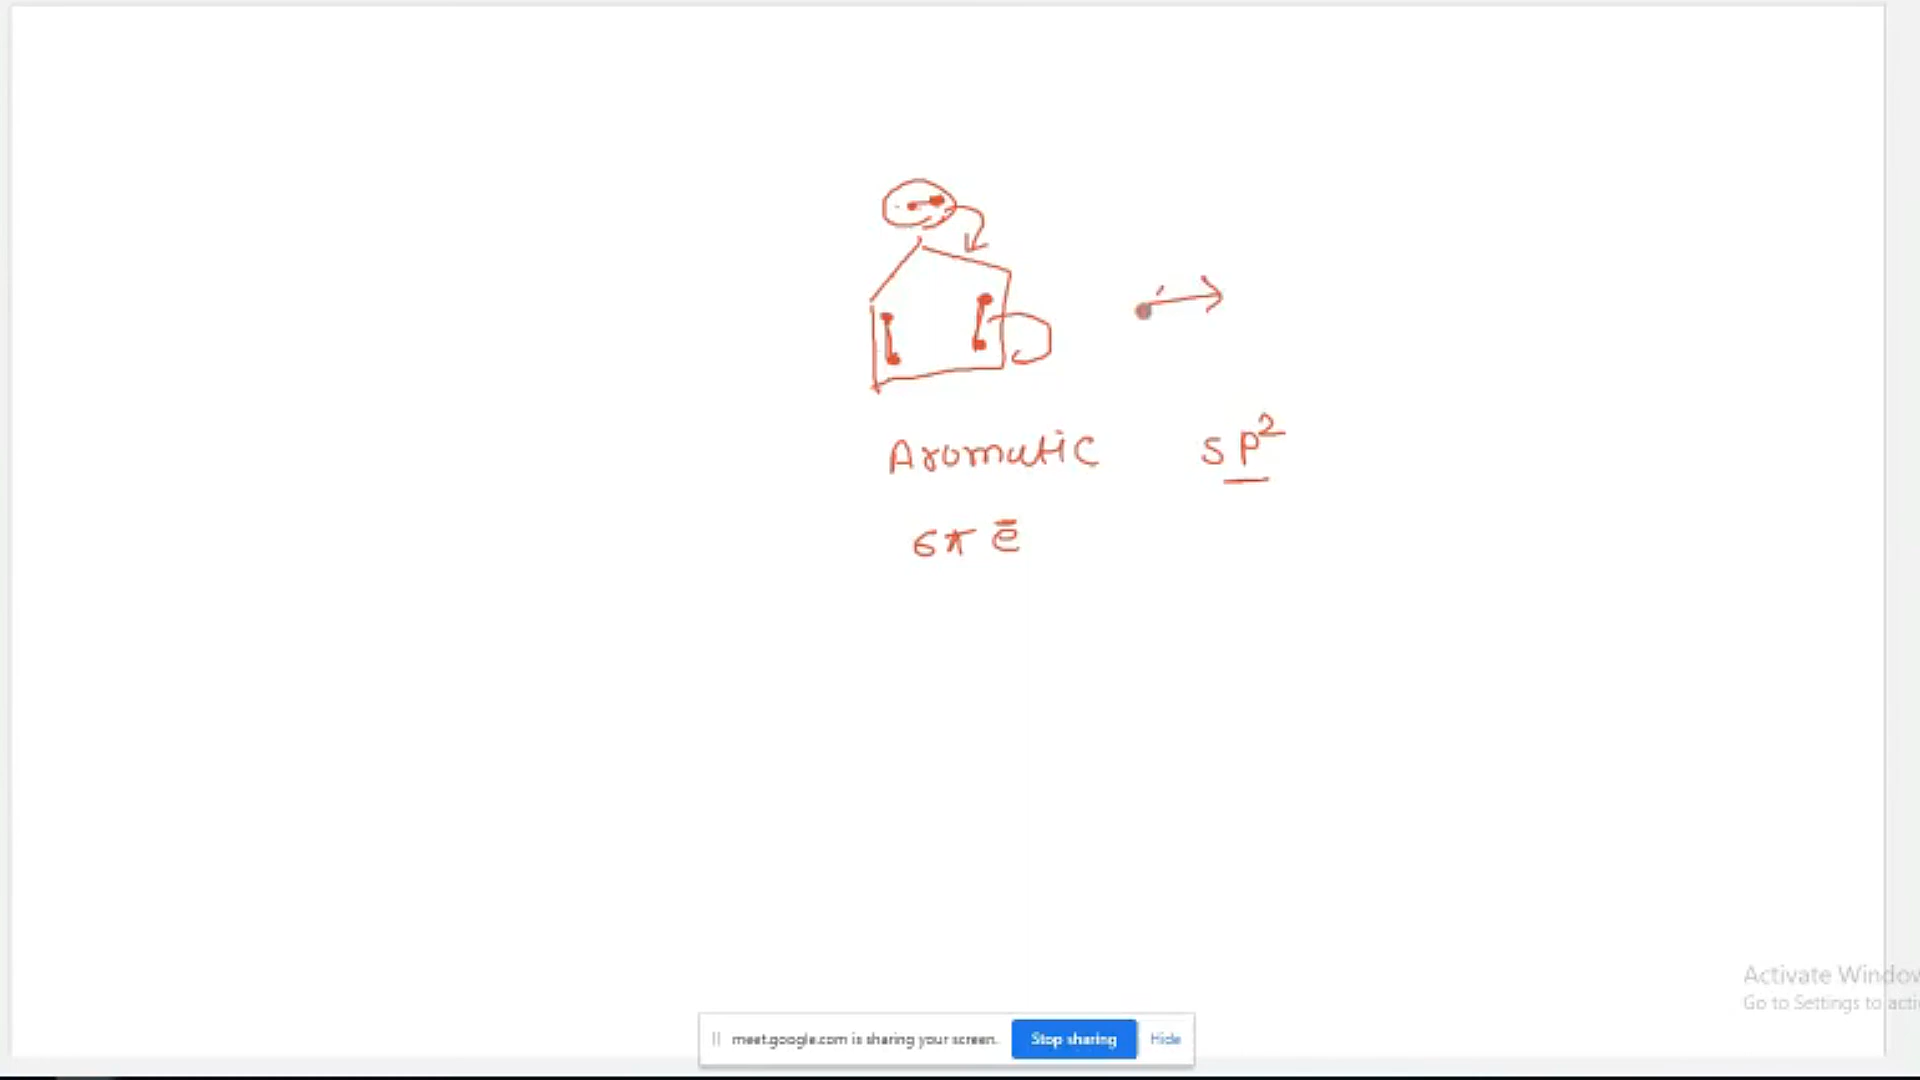 Aromatic
sp²
6π ē
Activate Window
Go to Settings to acti
meet.google.com is sharing your screen.
Stop sharing
Hide